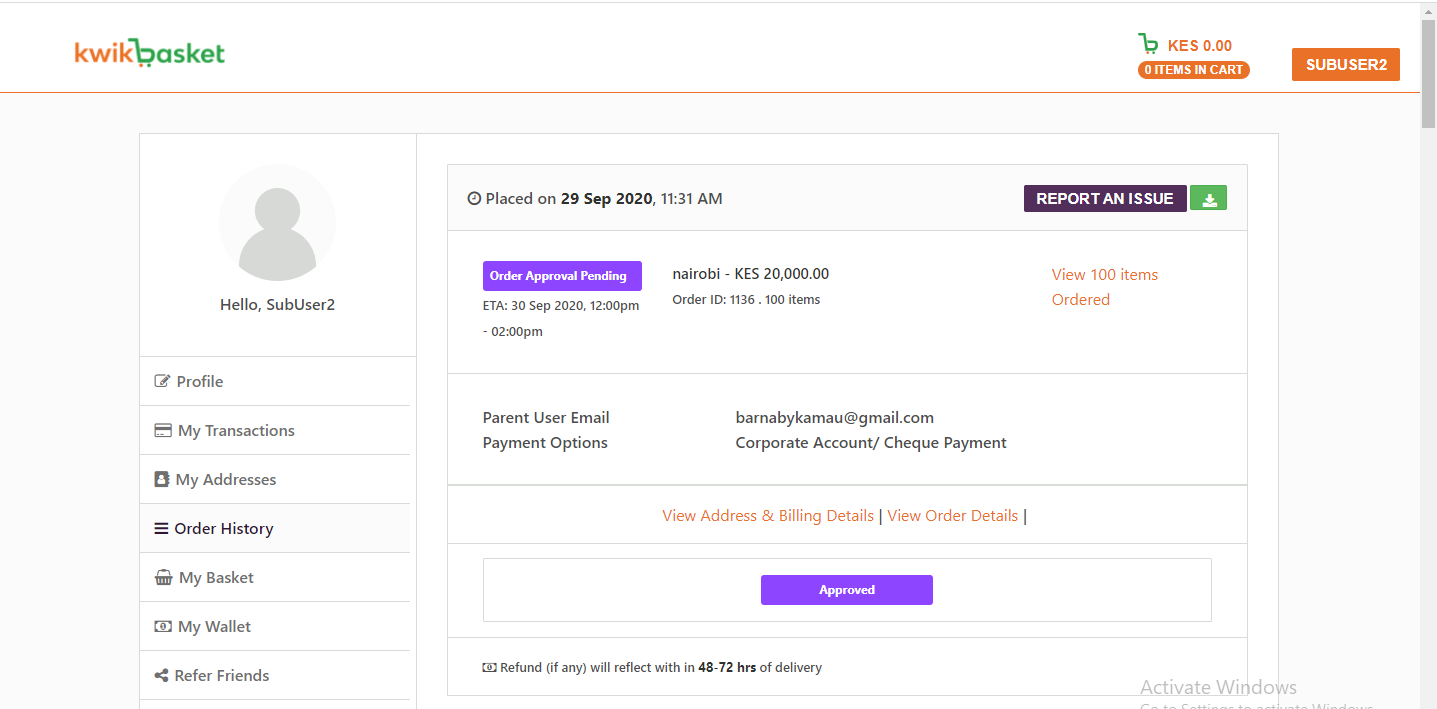 kwikbasket
KES 0.00
0 ITEMS IN CART
SUBUSER2
Hello, SubUser2
Profile
My Transactions
My Addresses
Order History
My Basket
My Wallet
Refer Friends
Placed on 29 Sep 2020, 11:31 AM
REPORT AN ISSUE
Order Approval Pending
ETA: 30 Sep 2020, 12:00pm
- 02:00pm
nairobi - KES 20,000.00
Order ID: 1136 . 100 items
View 100 items
Ordered
Parent User Email barnabykamau@gmail.com
Payment Options Corporate Account/ Cheque Payment
View Address & Billing Details | View Order Details |
Approved
Refund (if any) will reflect with in 48-72 hrs of delivery
Activate Windows
Go to Settings to activate Windows.